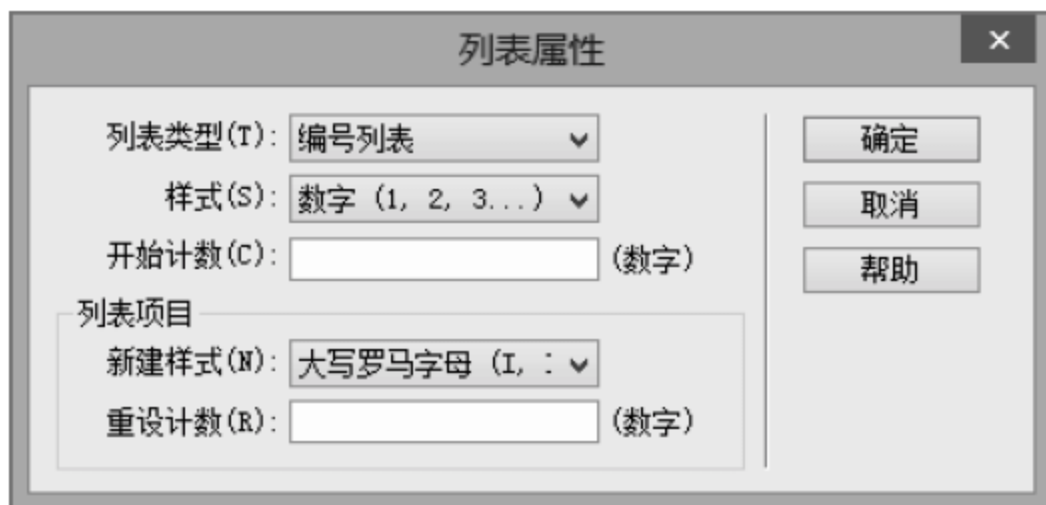 列表属性
列表类型(T): 编号列表
确定
样式(S): 数字 (1, 2, 3...)
取消
开始计数(C): (数字)
帮助
列表项目
新建样式(N): 大写罗马字母 (I,
重设计数(R): (数字)